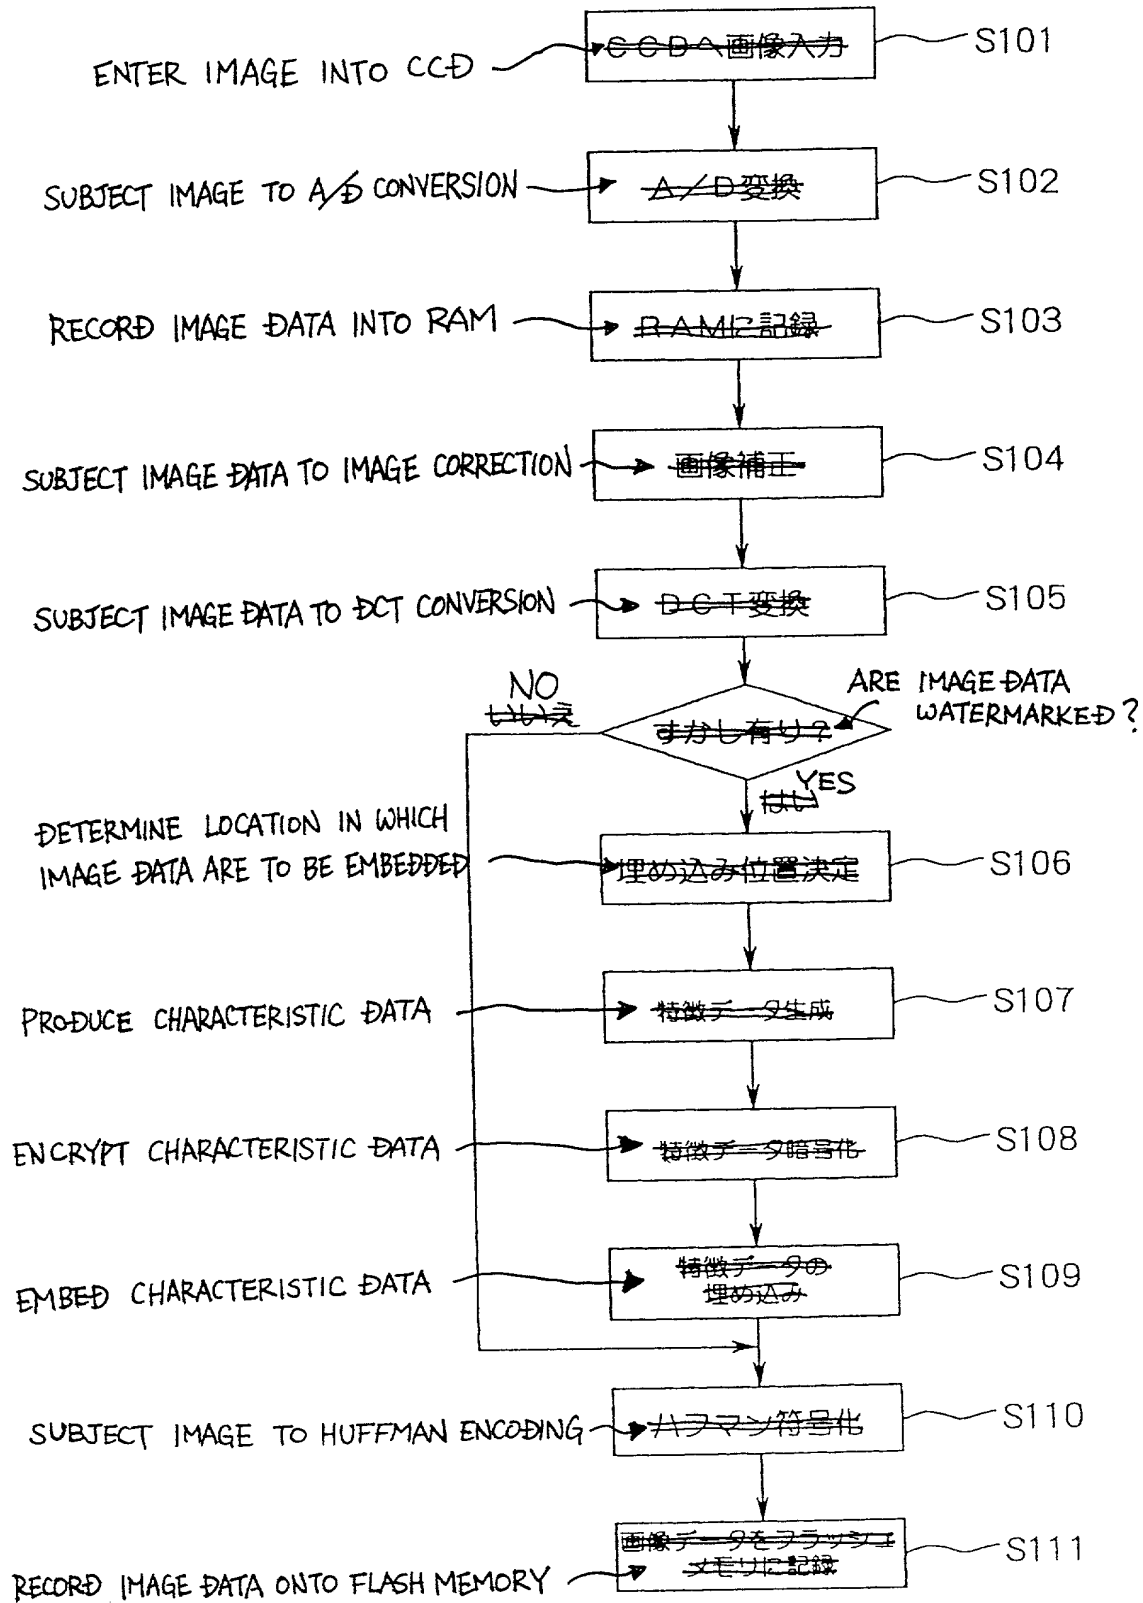 ENTER IMAGE INTO CCD
CCDへ画像入力
S101
SUBJECT IMAGE TO A/D CONVERSION
A/D変換
S102
RECORD IMAGE DATA INTO RAM
RAMに記録
S103
SUBJECT IMAGE DATA TO IMAGE CORRECTION
画像補正
S104
SUBJECT IMAGE DATA TO DCT CONVERSION
DCT変換
S105
NO
いいえ
すかし有り?
ARE IMAGE DATA
WATERMARKED?
YES
はい
DETERMINE LOCATION IN WHICH
IMAGE DATA ARE TO BE EMBEDDED
埋め込み位置決定
S106
PRODUCE CHARACTERISTIC DATA
特徴データ生成
S107
ENCRYPT CHARACTERISTIC DATA
特徴データ暗号化
S108
EMBED CHARACTERISTIC DATA
特徴データの
埋め込み
S109
SUBJECT IMAGE TO HUFFMAN ENCODING
ハフマン符号化
S110
RECORD IMAGE DATA ONTO FLASH MEMORY
画像データをフラッシュ
メモリに記録
S111